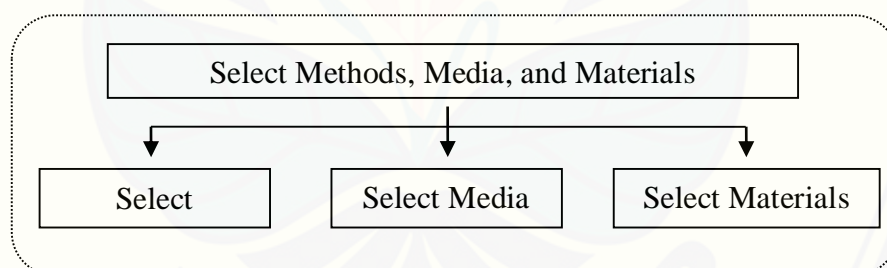 Select Methods, Media, and Materials
Select
Select Media
Select Materials